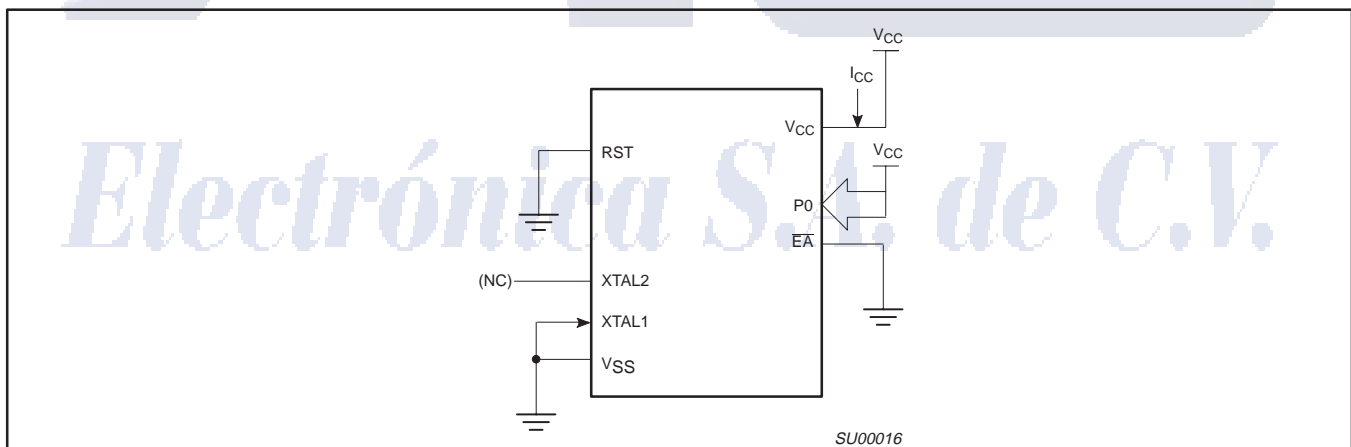 VCC
ICC
VCC
RST
VCC
P0
EA
(NC)
XTAL2
XTAL1
VSS
SU00016
Electrónica S.A. de C.V.